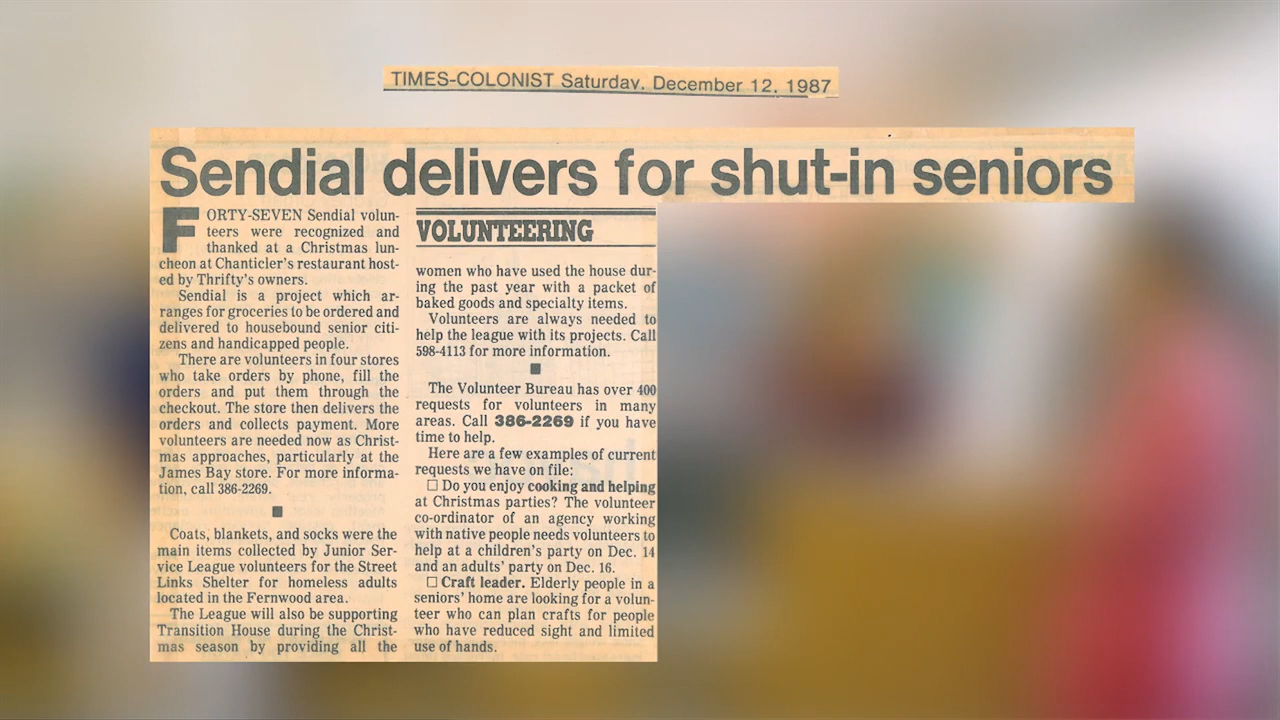 TIMES-COLONIST Saturday, December 12, 1987
Sendial delivers for shut-in seniors
FORTY-SEVEN Sendial volun-
teers were recognized and
thanked at a Christmas lun-
cheon at Chanticler's restaurant host-
ed by Thrifty's owners.
Sendial is a project which ar-
ranges for groceries to be ordered and
delivered to housebound senior citi-
zens and handicapped people.
There are volunteers in four stores
who take orders by phone, fill the
orders and put them through the
checkout. The store then delivers the
orders and collects payment. More
volunteers are needed now as Christ-
mas approaches, particularly at the
James Bay store. For more informa-
tion, call 386-2269.
Coats, blankets, and socks were the
main items collected by Junior Ser-
vice League volunteers for the Street
Links Shelter for homeless adults
located in the Fernwood area.
The League will also be supporting
Transition House during the Christ-
mas season by providing all the
VOLUNTEERING
women who have used the house dur-
ing the past year with a packet of
baked goods and specialty items.
Volunteers are always needed to
help the league with its projects. Call
598-4113 for more information.
The Volunteer Bureau has over 400
requests for volunteers in many
areas. Call 386-2269 if you have
time to help.
Here are a few examples of current
requests we have on file:
□ Do you enjoy cooking and helping
at Christmas parties? The volunteer
co-ordinator of an agency working
with native people needs volunteers to
help at a children's party on Dec. 14
and an adults' party on Dec. 16.
□ Craft leader. Elderly people in a
seniors' home are looking for a volun-
teer who can plan crafts for people
who have reduced sight and limited
use of hands.